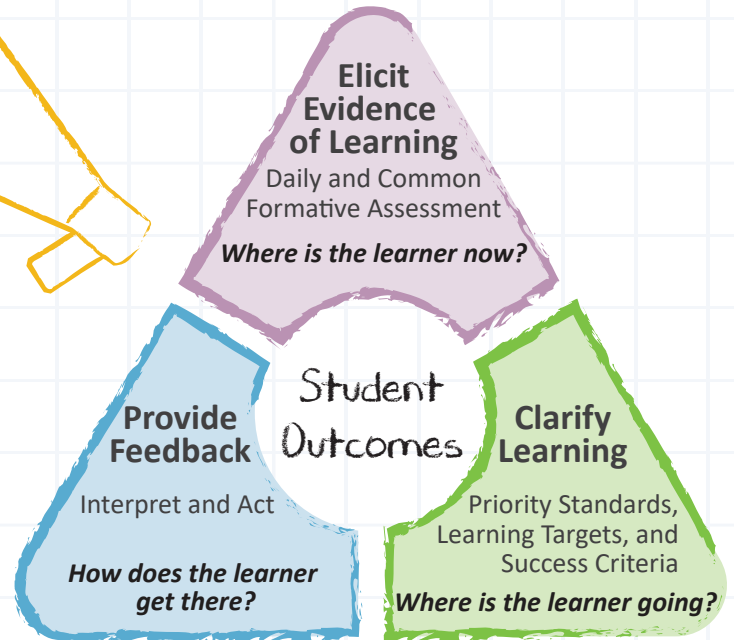 Elicit
Evidence
of Learning
Daily and Common
Formative Assessment
Where is the learner now?
Student
Outcomes
Provide
Feedback
Interpret and Act
How does the learner
get there?
Clarify
Learning
Priority Standards,
Learning Targets, and
Success Criteria
Where is the learner going?